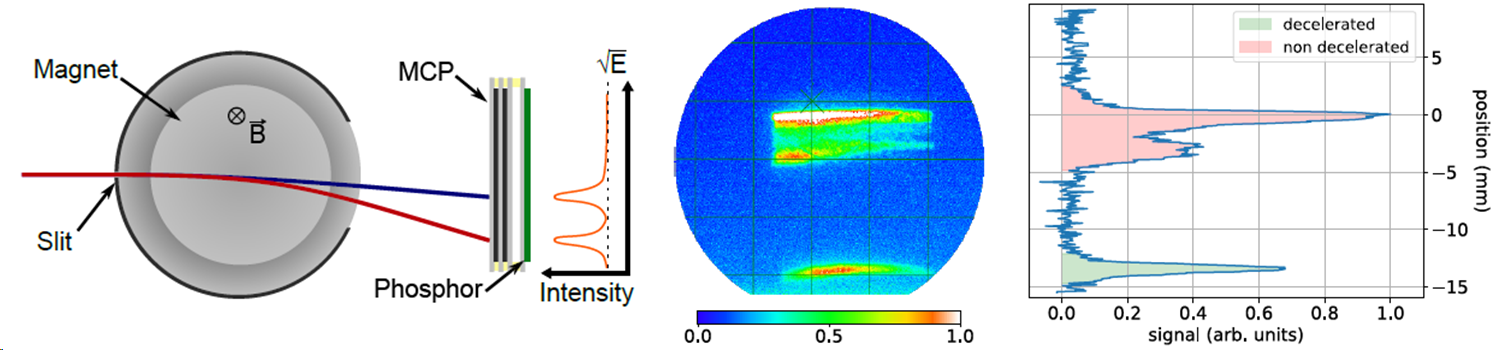 Magnet
B
Slit
MCP
Phosphor
√E
Intensity
0.0 0.5 1.0
decelerated
non decelerated
5
0
−5
−10
−15
position (mm)
0.0 0.2 0.4 0.6 0.8 1.0
signal (arb. units)